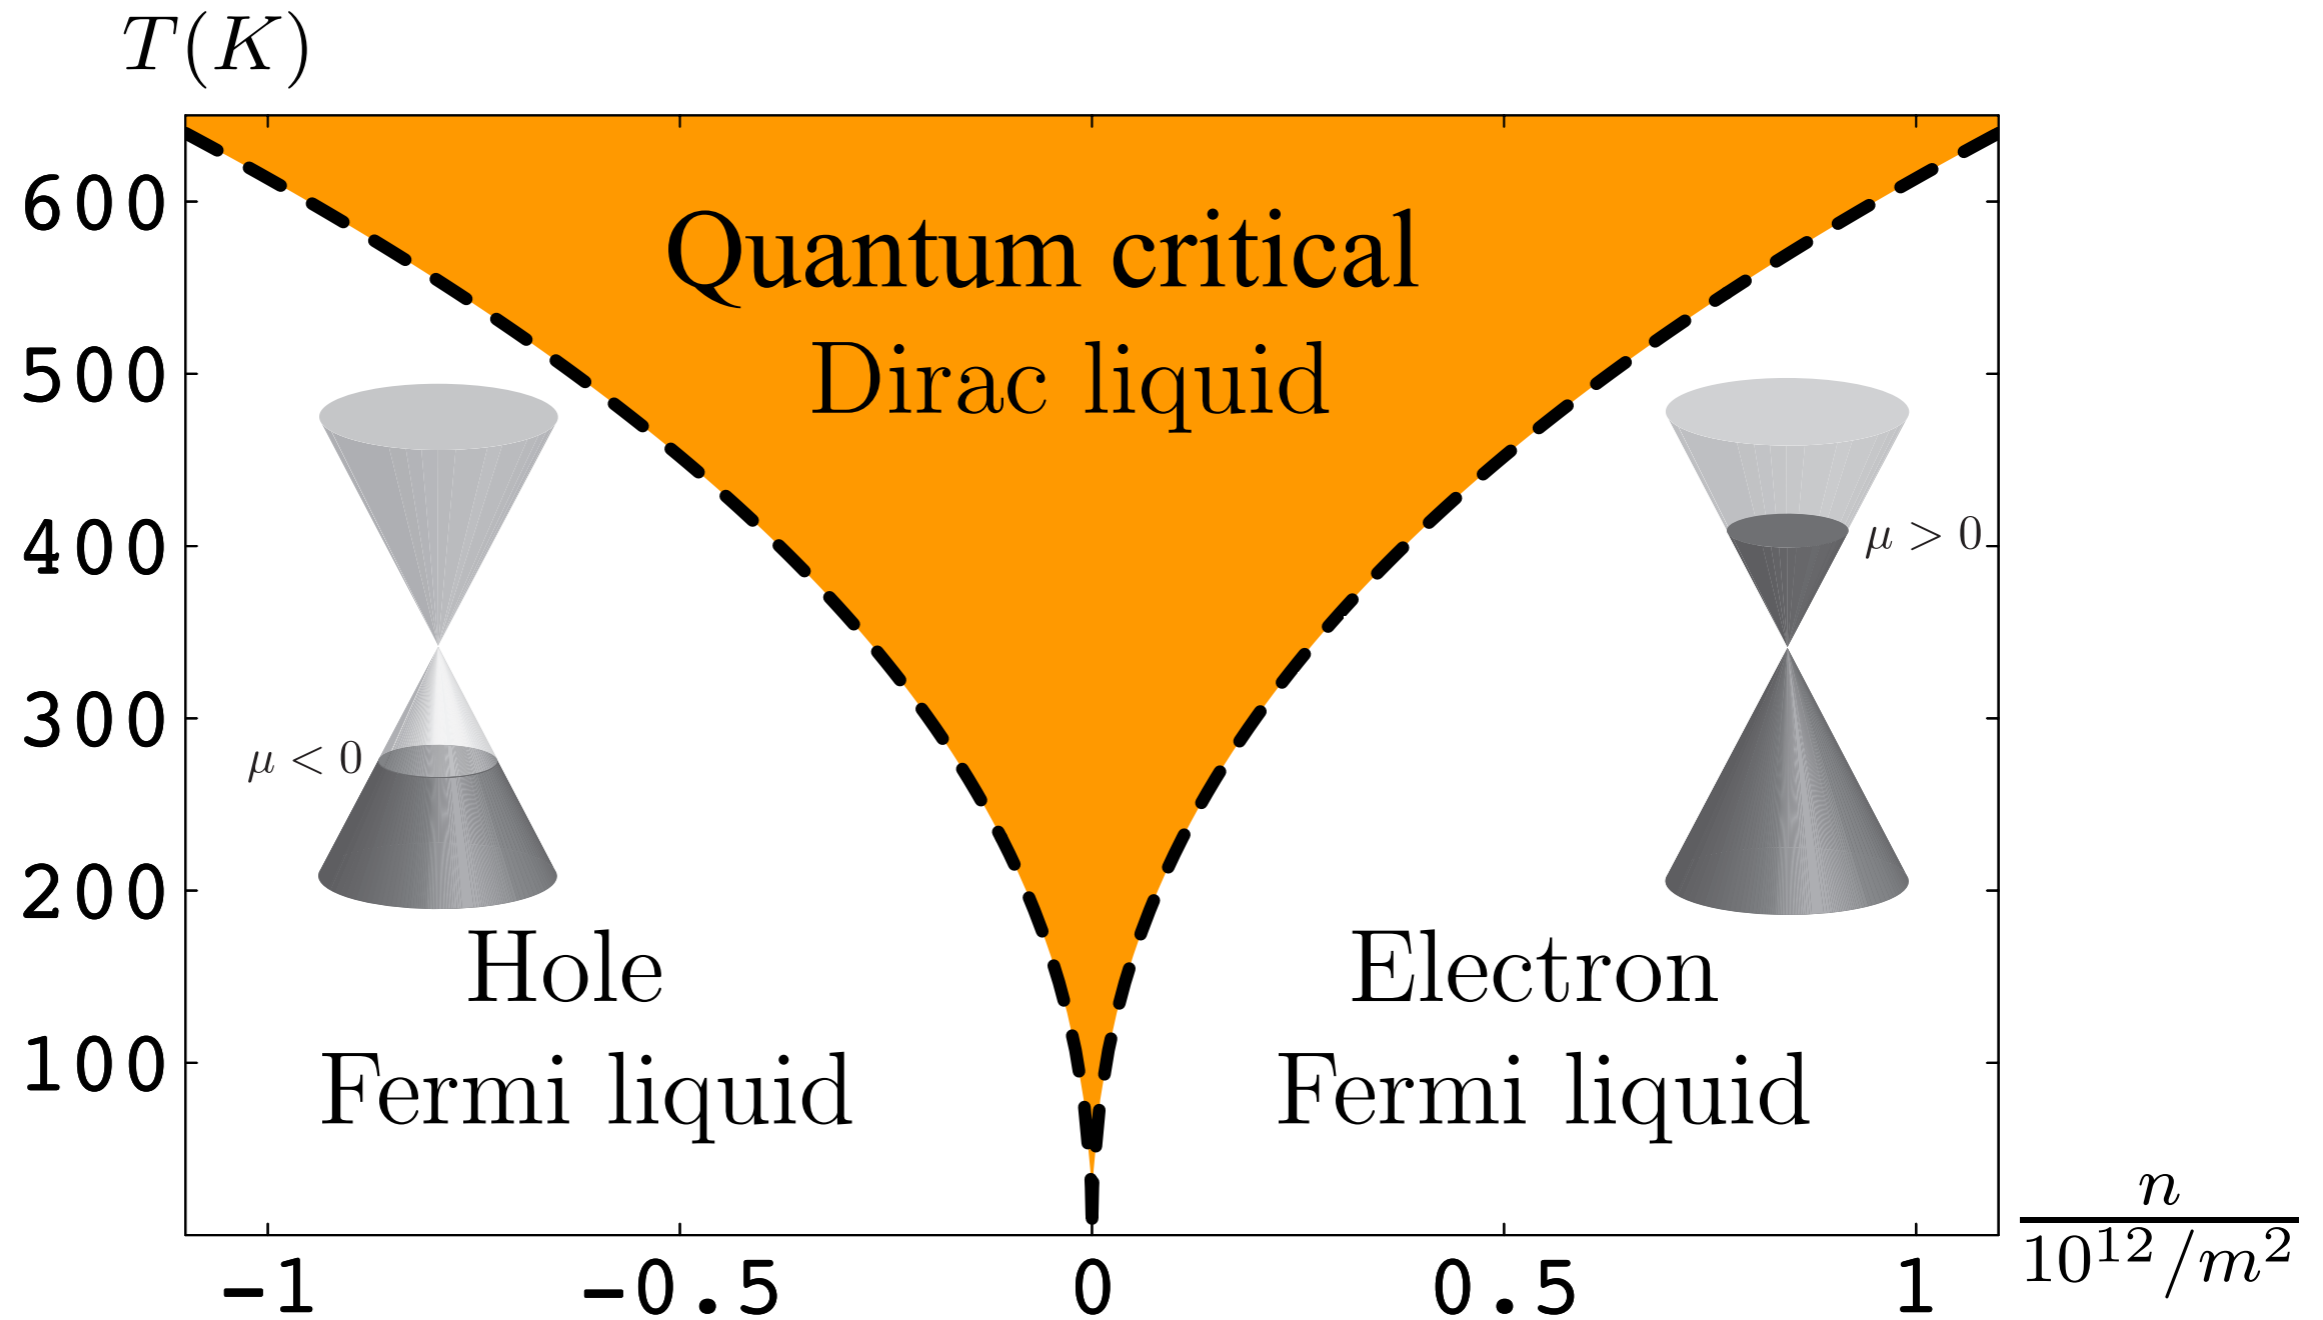 T(K)
600
Quantum critical
500
Dirac liquid
400
μ > 0
300
μ < 0
200
Hole
Electron
100
Fermi liquid
Fermi liquid
n
10^12/m^2
-1
-0.5
0
0.5
1